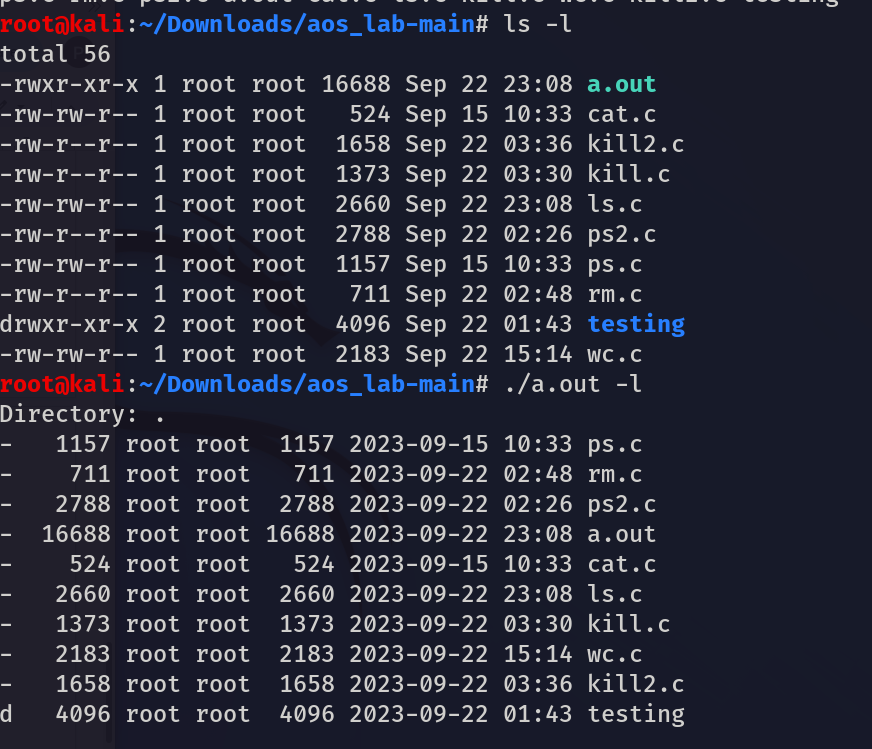 root@kali:~/Downloads/aos_lab-main# ls -l
total 56
-rwxr-xr-x 1 root root 16688 Sep 22 23:08 a.out
-rw-rw-r-- 1 root root   524 Sep 15 10:33 cat.c
-rw-r--r-- 1 root root  1658 Sep 22 03:36 kill2.c
-rw-r--r-- 1 root root  1373 Sep 22 03:30 kill.c
-rw-rw-r-- 1 root root  2660 Sep 22 23:08 ls.c
-rw-r--r-- 1 root root  2788 Sep 22 02:26 ps2.c
-rw-rw-r-- 1 root root  1157 Sep 15 10:33 ps.c
-rw-r--r-- 1 root root   711 Sep 22 02:48 rm.c
drwxr-xr-x 2 root root  4096 Sep 22 01:43 testing
-rw-rw-r-- 1 root root  2183 Sep 22 15:14 wc.c
root@kali:~/Downloads/aos_lab-main# ./a.out -l
Directory: .
-   1157 root root  1157 2023-09-15 10:33 ps.c
-    711 root root   711 2023-09-22 02:48 rm.c
-   2788 root root  2788 2023-09-22 02:26 ps2.c
-  16688 root root 16688 2023-09-22 23:08 a.out
-    524 root root   524 2023-09-15 10:33 cat.c
-   2660 root root  2660 2023-09-22 23:08 ls.c
-   1373 root root  1373 2023-09-22 03:30 kill.c
-   2183 root root  2183 2023-09-22 15:14 wc.c
-   1658 root root  1658 2023-09-22 03:36 kill2.c
d   4096 root root  4096 2023-09-22 01:43 testing